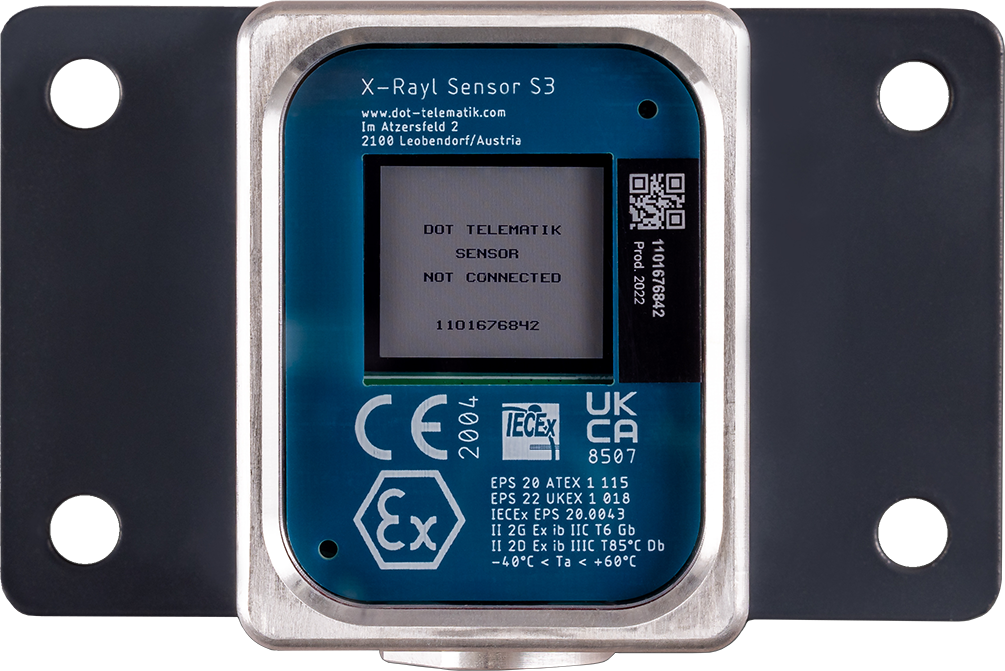 X-Rayl Sensor S3
www.dot-telematik.com
Im Atzersfeld 2
2100 Leobendorf/Austria
DOT TELEMATIK
SENSOR
NOT CONNECTED
1101676842
1101676842
Prod. 2022
CE 2004
IECEx
UK
CA
8507
Ex
EPS 20 ATEX 1 115
EPS 22 UKEX 1 018
IECEx EPS 20.0043
II 2G Ex ib IIC T6 Gb
II 2D Ex ib IIIC T85°C Db
-40°C < Ta < +60°C